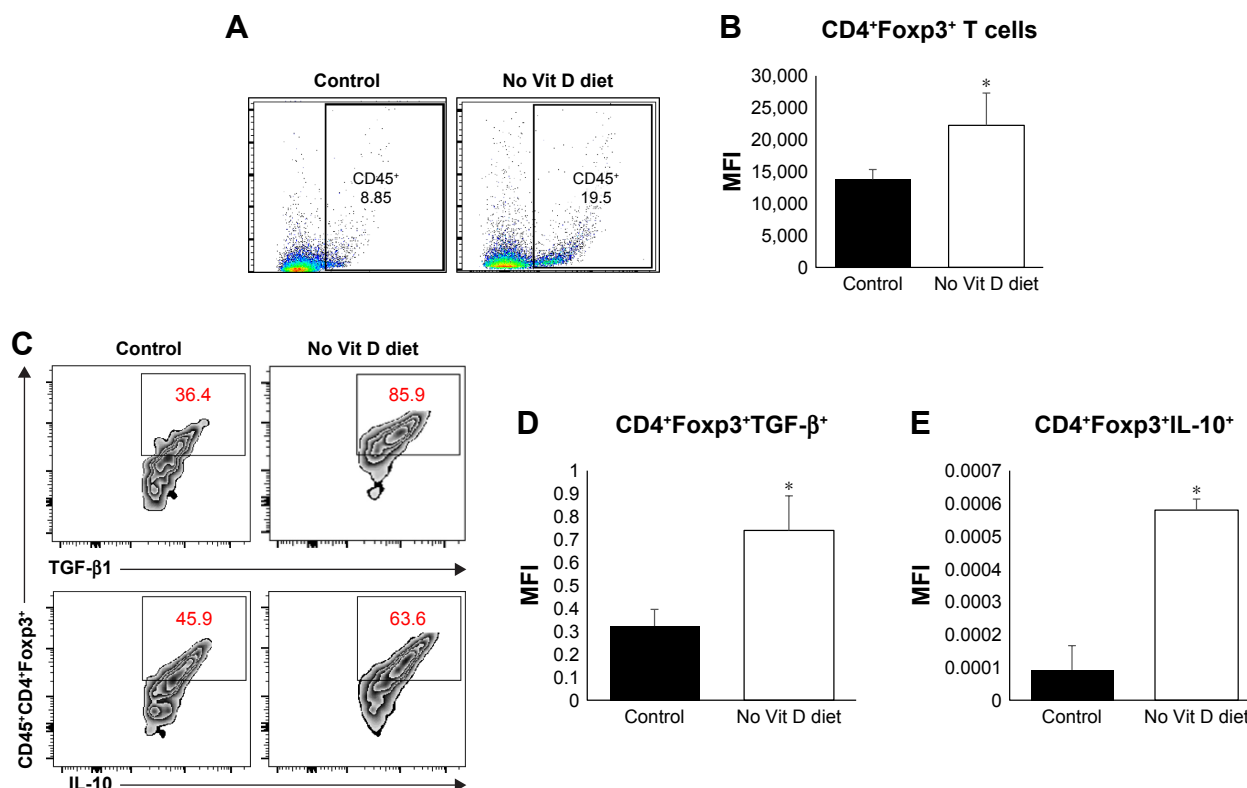 A
Control
No Vit D diet
CD45⁺
8.85
CD45⁺
19.5
B
CD4⁺Foxp3⁺ T cells
30,000
25,000
20,000
15,000
10,000
5,000
0
MFI
*
Control
No Vit D diet
C
Control
No Vit D diet
36.4
85.9
TGF-β1
45.9
63.6
IL-10
CD45⁺CD4⁺Foxp3⁺
D
CD4⁺Foxp3⁺TGF-β⁺
1
0.9
0.8
0.7
0.6
0.5
0.4
0.3
0.2
0.1
0
MFI
*
Control
No Vit D diet
E
CD4⁺Foxp3⁺IL-10⁺
0.0007
0.0006
0.0005
0.0004
0.0003
0.0002
0.0001
0
MFI
*
Control
No Vit D diet